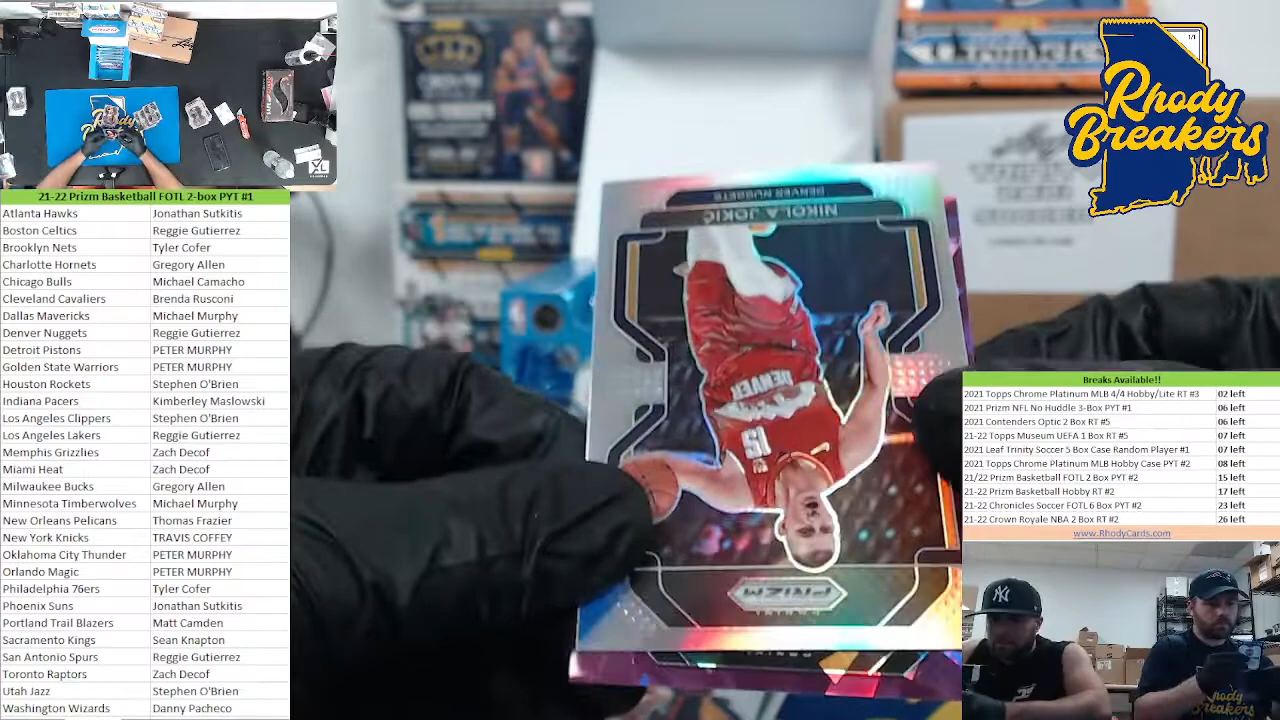 21-22 Prizm Basketball FOTL 2-box PYT #1
Atlanta Hawks Jonathan Sutkitis
Boston Celtics Reggie Gutierrez
Brooklyn Nets Tyler Cofer
Charlotte Hornets Gregory Allen
Chicago Bulls Michael Camacho
Cleveland Cavaliers Brenda Rusconi
Dallas Mavericks Michael Murphy
Denver Nuggets Reggie Gutierrez
Detroit Pistons PETER MURPHY
Golden State Warriors PETER MURPHY
Houston Rockets Stephen O'Brien
Indiana Pacers Kimberley Maslowski
Los Angeles Clippers Stephen O'Brien
Los Angeles Lakers Reggie Gutierrez
Memphis Grizzlies Zach Decof
Miami Heat Zach Decof
Milwaukee Bucks Gregory Allen
Minnesota Timberwolves Michael Murphy
New Orleans Pelicans Thomas Frazier
New York Knicks TRAVIS COFFEY
Oklahoma City Thunder PETER MURPHY
Orlando Magic PETER MURPHY
Philadelphia 76ers Tyler Cofer
Phoenix Suns Jonathan Sutkitis
Portland Trail Blazers Matt Camden
Sacramento Kings Sean Knapton
San Antonio Spurs Reggie Gutierrez
Toronto Raptors Zach Decof
Utah Jazz Stephen O'Brien
Washington Wizards Danny Pacheco
DENVER NUGGETS
NIKOLA JOKIĆ
DENVER
15
PRIZM
PANINI
1/1
Rhody
Breakers
Breaks Available!!
2021 Topps Chrome Platinum MLB 4/4 Hobby/Lite RT #3 02 left
2021 Prizm NFL No Huddle 3-Box PYT #1 06 left
2021 Contenders Optic 2 Box RT #5 06 left
21-22 Topps Museum UEFA 1 Box RT #5 07 left
2021 Leaf Trinity Soccer 5 Box Case Random Player #1 07 left
2021 Topps Chrome Platinum MLB Hobby Case PYT #2 08 left
21/22 Prizm Basketball FOTL 2 Box PYT #2 15 left
21-22 Prizm Basketball Hobby RT #2 17 left
21-22 Chronicles Soccer FOTL 6 Box PYT #2 23 left
21-22 Crown Royale NBA 2 Box RT #2 26 left
www.RhodyCards.com
NY
Rhody
Breakers